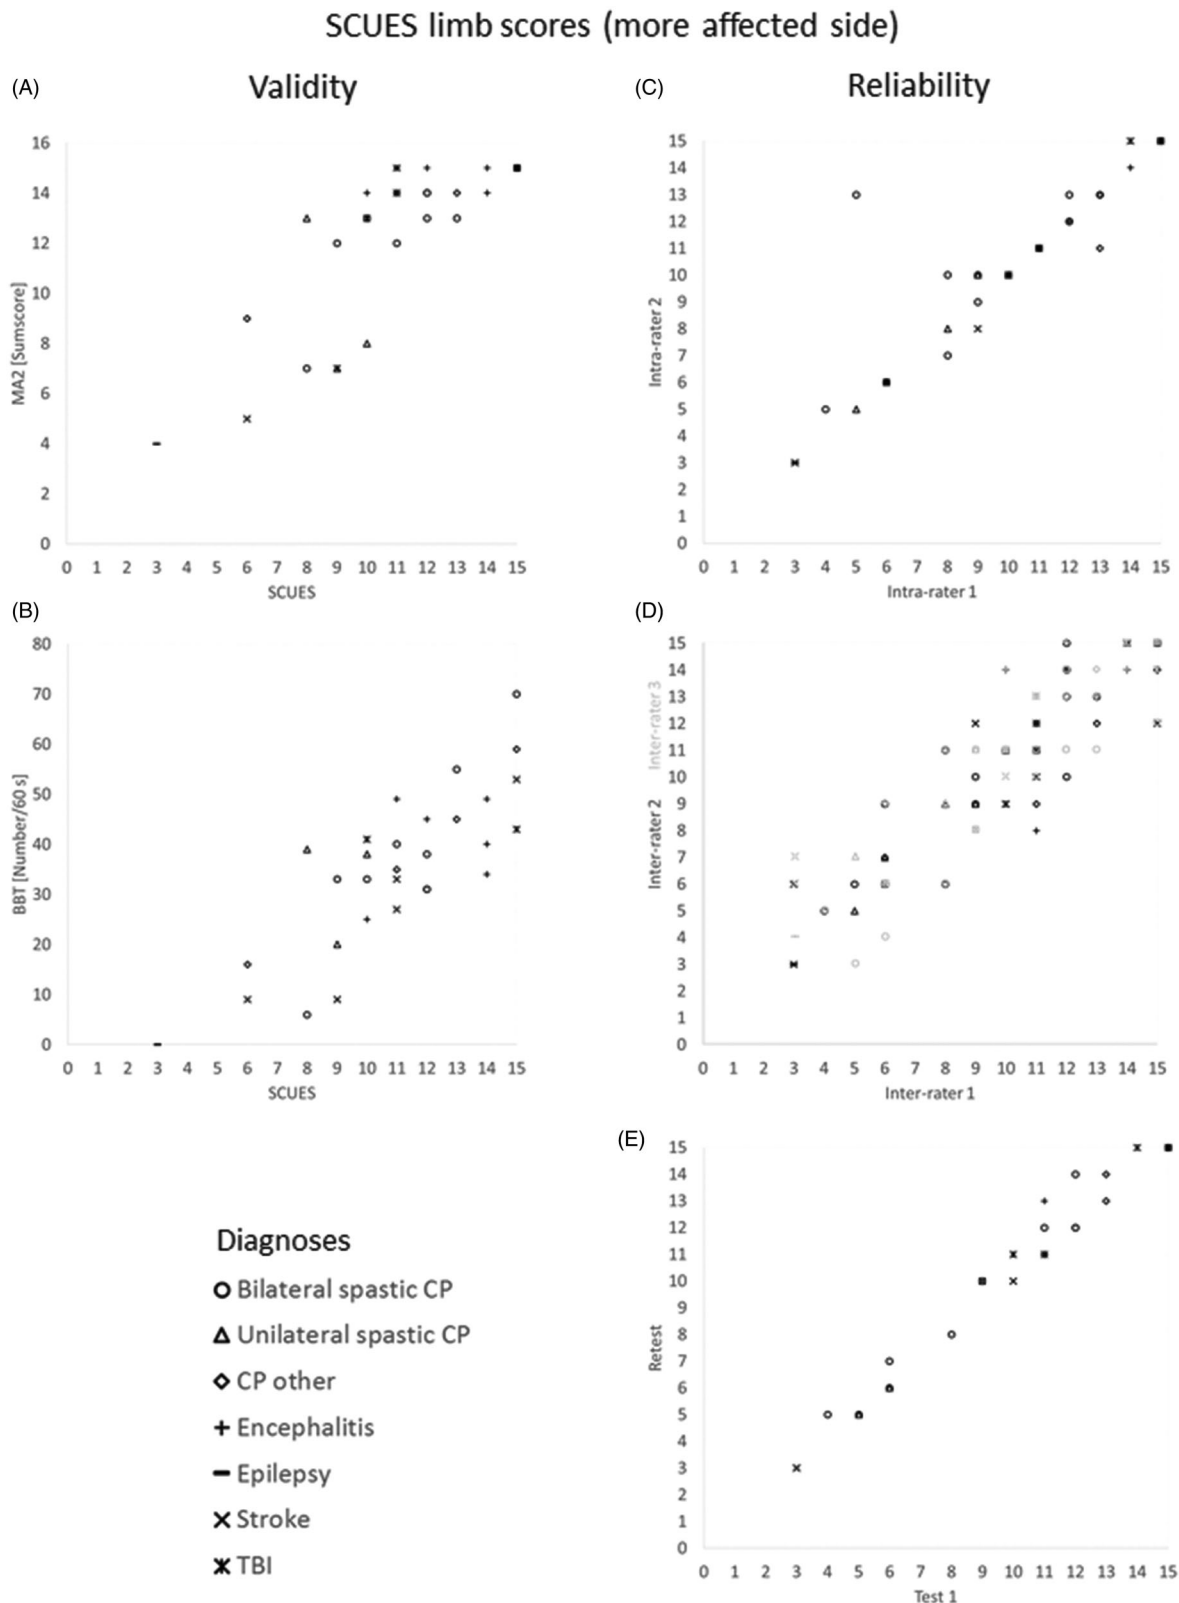 SCUES limb scores (more affected side)
Validity
Reliability
(A)
16
14
12
10
8
6
4
2
0
MA2 [Sumscore]
0 1 2 3 4 5 6 7 8 9 10 11 12 13 14 15
SCUES
(C)
15
14
13
12
11
10
9
8
7
6
5
4
3
2
1
0
Intra-rater 2
0 1 2 3 4 5 6 7 8 9 10 11 12 13 14 15
Intra-rater 1
(B)
80
70
60
50
40
30
20
10
0
BBT [Number/60 s]
0 1 2 3 4 5 6 7 8 9 10 11 12 13 14 15
SCUES
(D)
15
14
13
12
11
10
9
8
7
6
5
4
3
2
1
0
Inter-rater 2
Inter-rater 3
0 1 2 3 4 5 6 7 8 9 10 11 12 13 14 15
Inter-rater 1
Diagnoses
Bilateral spastic CP
Unilateral spastic CP
CP other
Encephalitis
Epilepsy
Stroke
TBI
(E)
15
14
13
12
11
10
9
8
7
6
5
4
3
2
1
0
Retest
0 1 2 3 4 5 6 7 8 9 10 11 12 13 14 15
Test 1